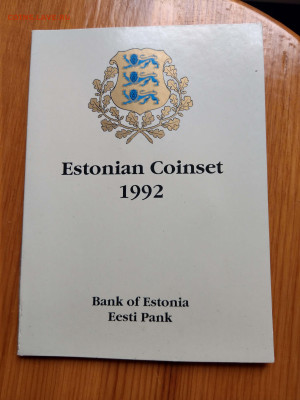 Estonian Coinset
1992
Bank of Estonia
Eesti Pank